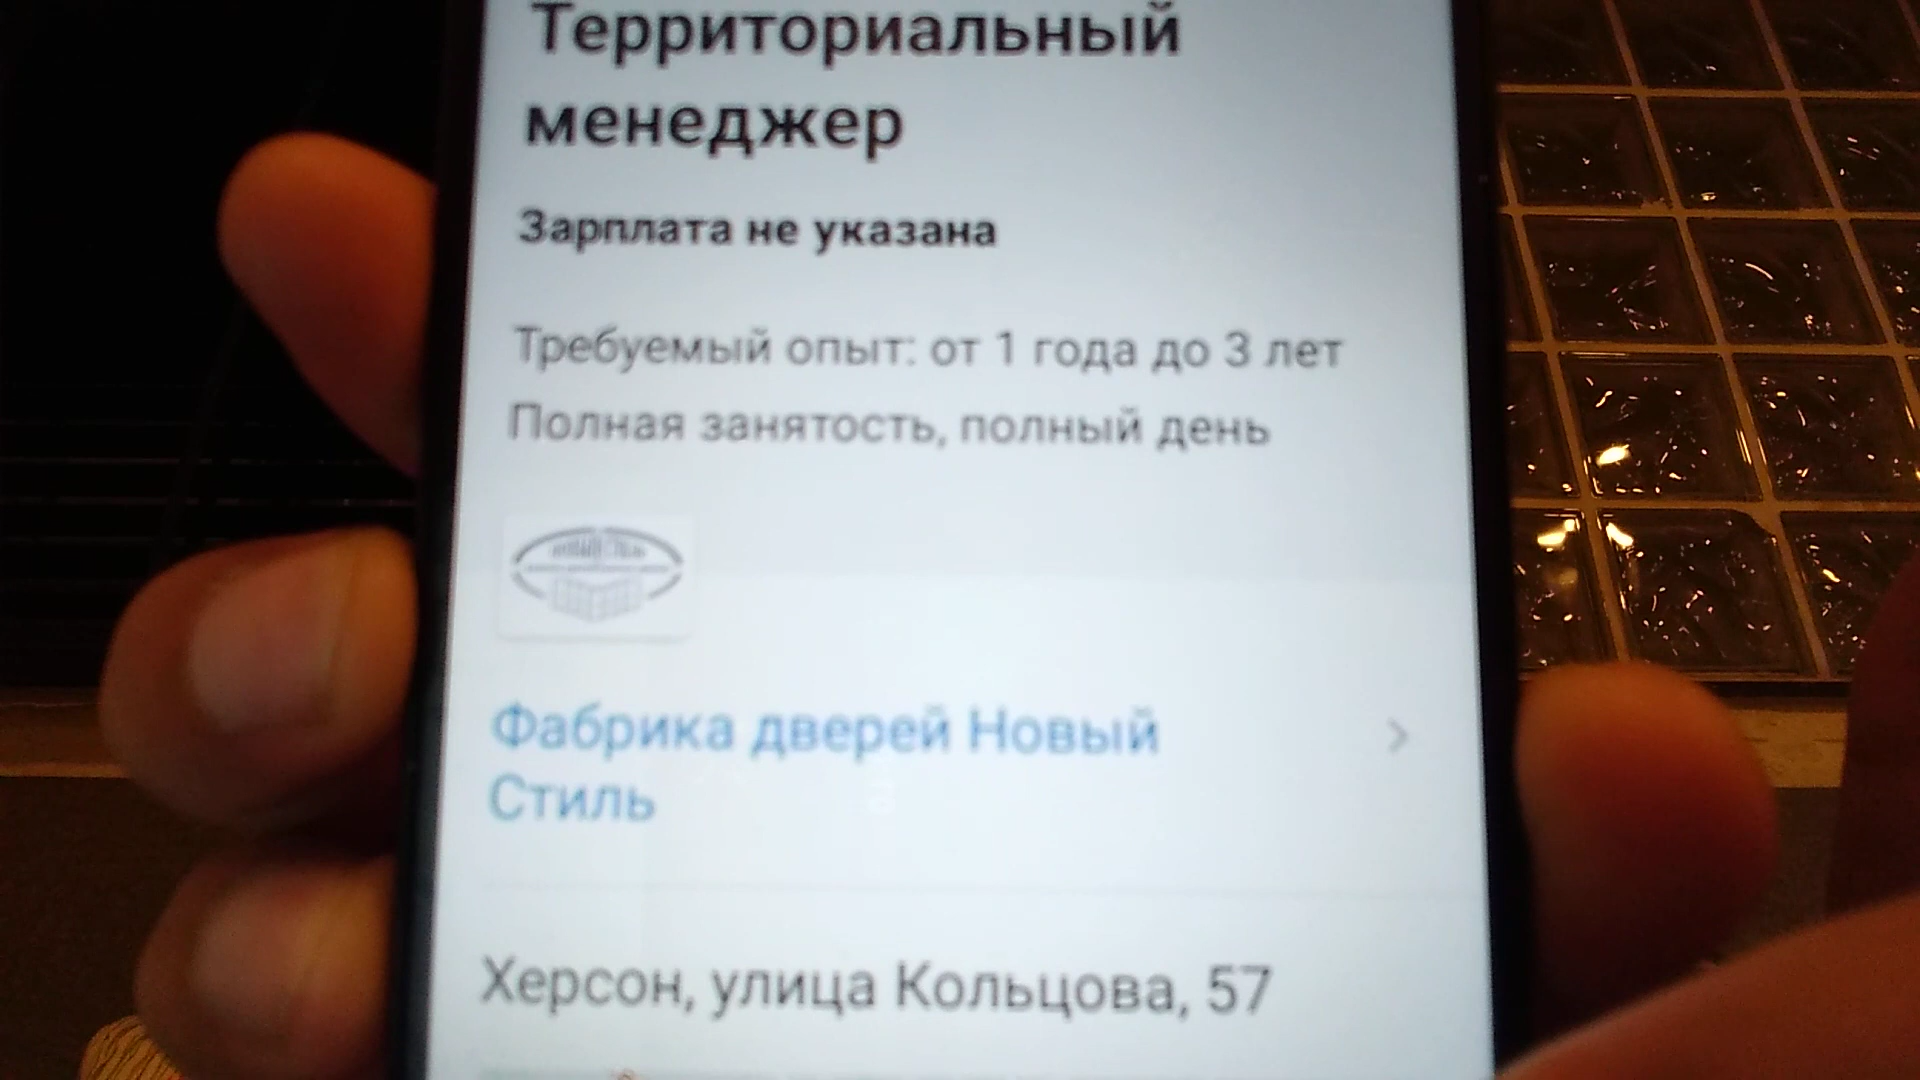 Территориальный
менеджер
Зарплата не указана
Требуемый опыт: от 1 года до 3 лет
Полная занятость, полный день
Фабрика дверей Новый
Стиль
Херсон, улица Кольцова, 57